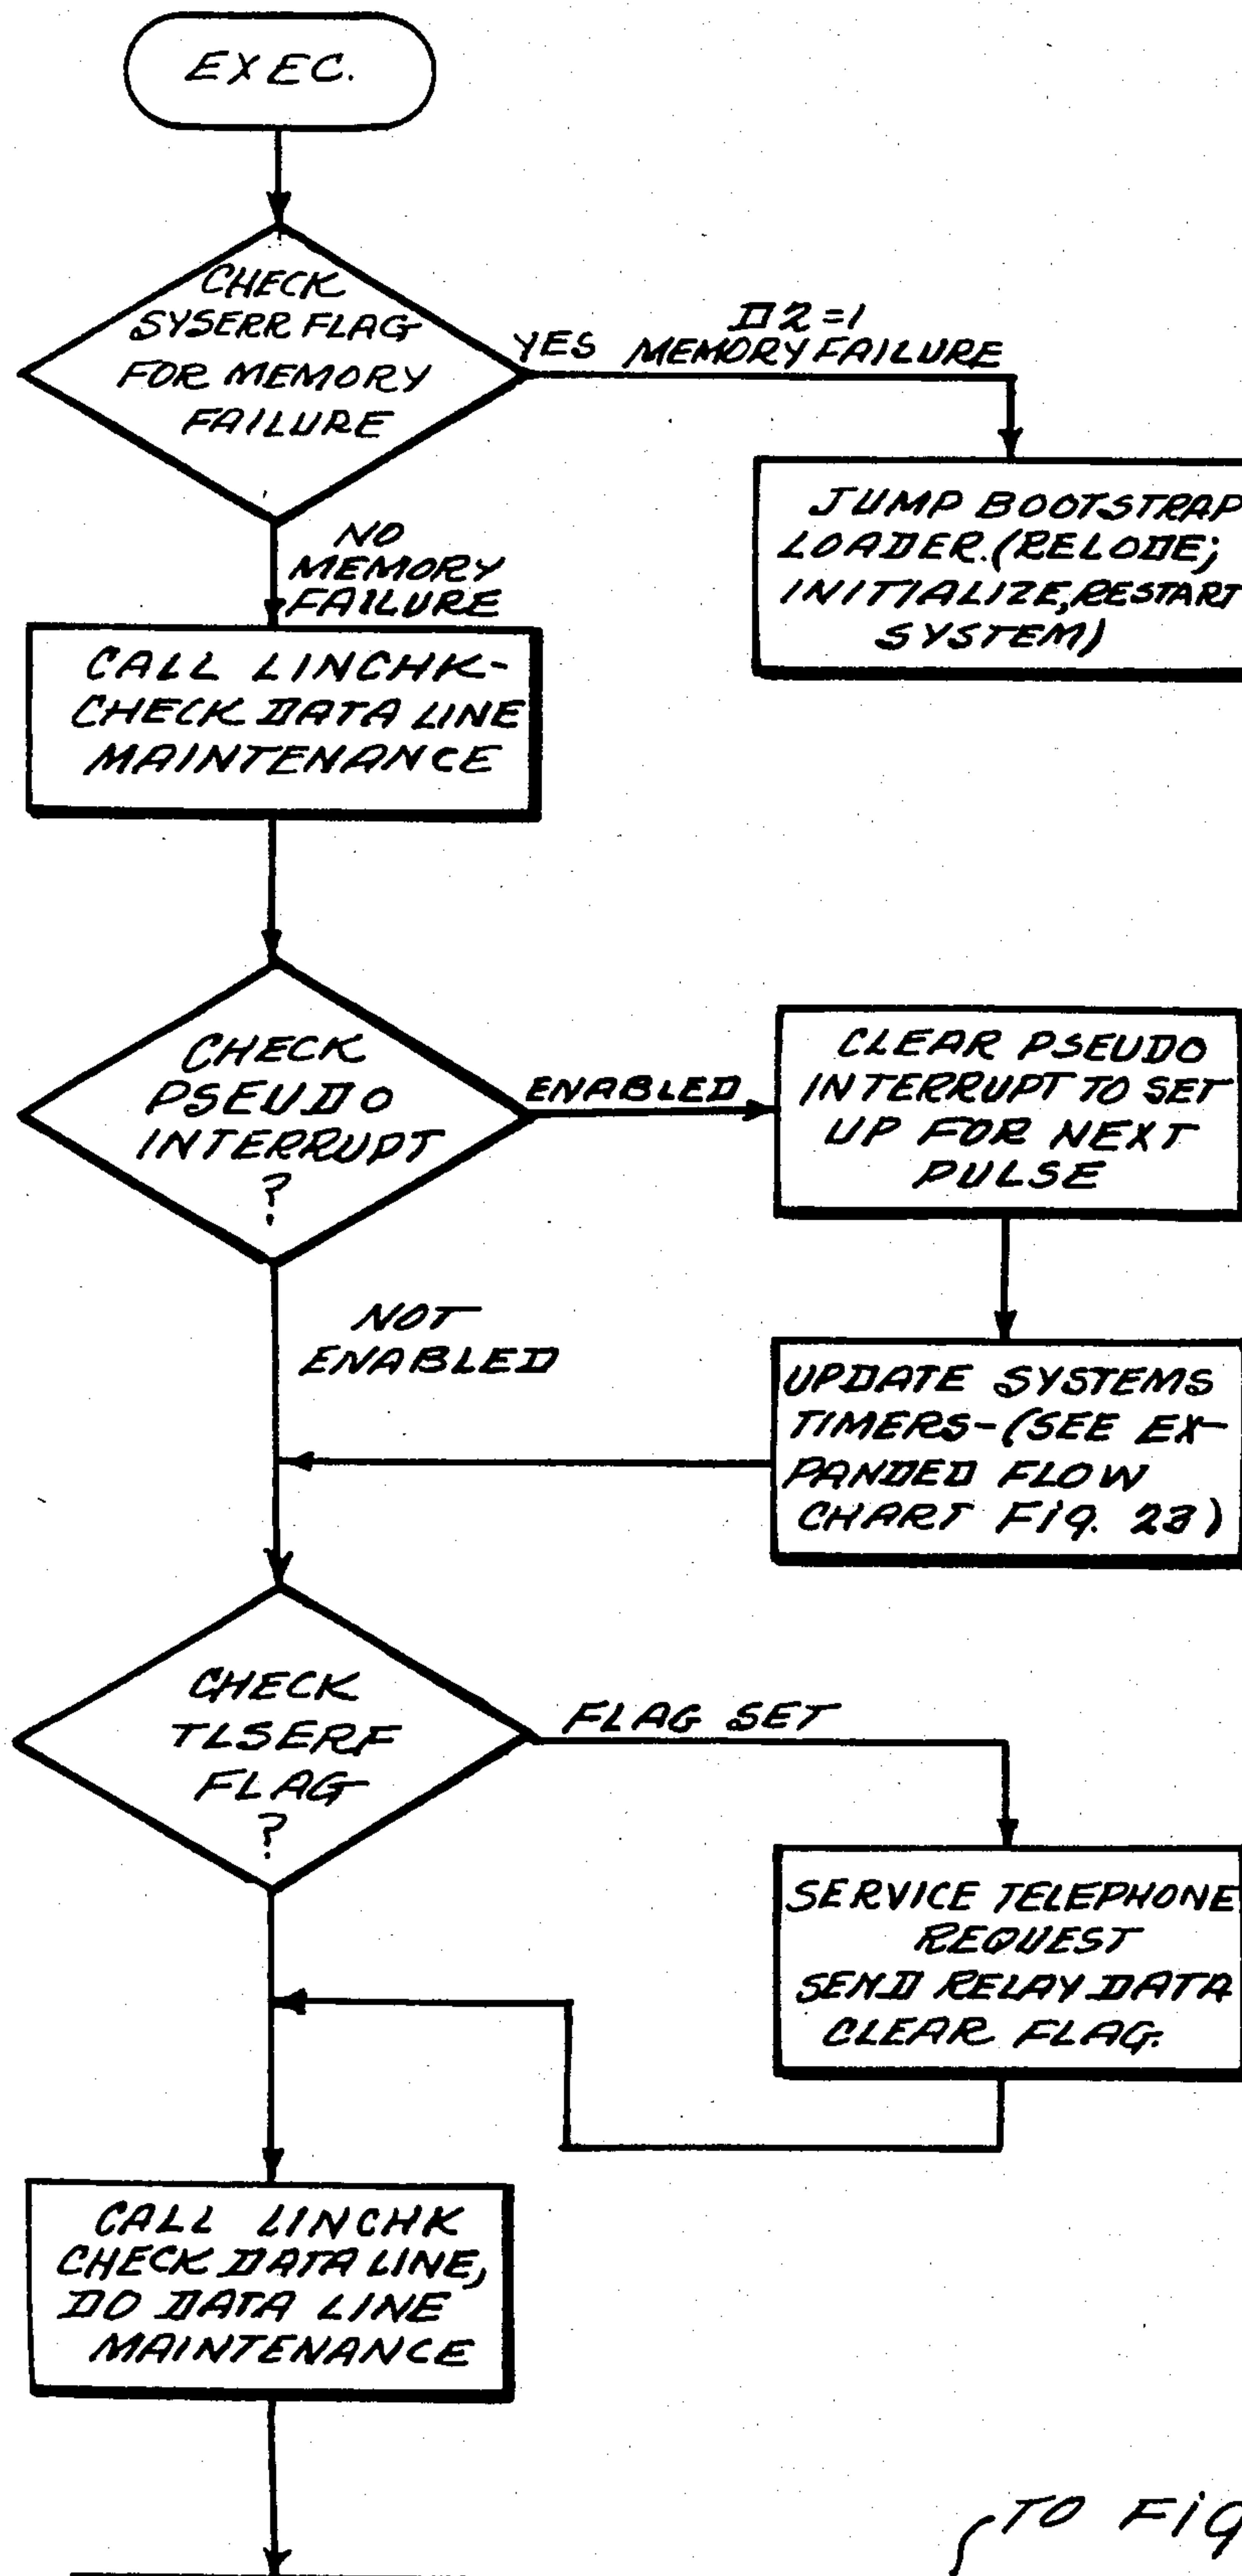 EXEC.
CHECK
SYSERR FLAG
FOR MEMORY
FAILURE
YES
D2=1
MEMORY FAILURE
JUMP BOOTSTRAP
LOADER.(RELODE;
INITIALIZE,RESTART
SYSTEM)
NO
MEMORY
FAILURE
CALL LINCHK-
CHECK DATA LINE
MAINTENANCE
CHECK
PSEUDO
INTERRUPT
?
ENABLED
CLEAR PSEUDO
INTERRUPT TO SET
UP FOR NEXT
PULSE
NOT
ENABLED
UPDATE SYSTEMS
TIMERS-(SEE EX-
PANDED FLOW
CHART Fig. 23)
CHECK
TLSERF
FLAG
?
FLAG SET
SERVICE TELEPHONE
REQUEST
SEND RELAY DATA
CLEAR FLAG.
CALL LINCHK
CHECK DATA LINE,
DO DATA LINE
MAINTENANCE
TO Fig